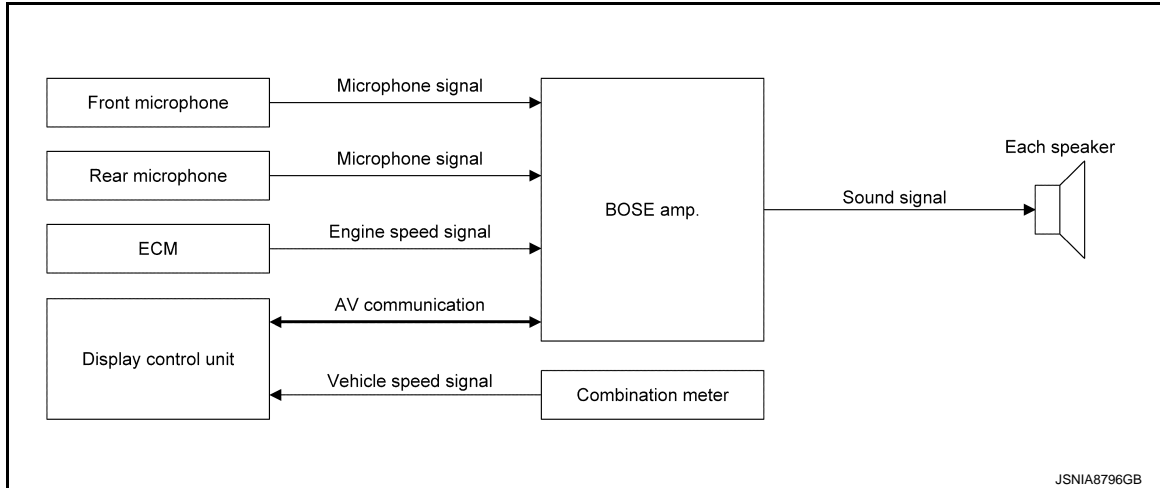 Front microphone
Microphone signal
Rear microphone
Microphone signal
ECM
Engine speed signal
BOSE amp.
Sound signal
Each speaker
AV communication
Display control unit
Vehicle speed signal
Combination meter
JSNIA8796GB